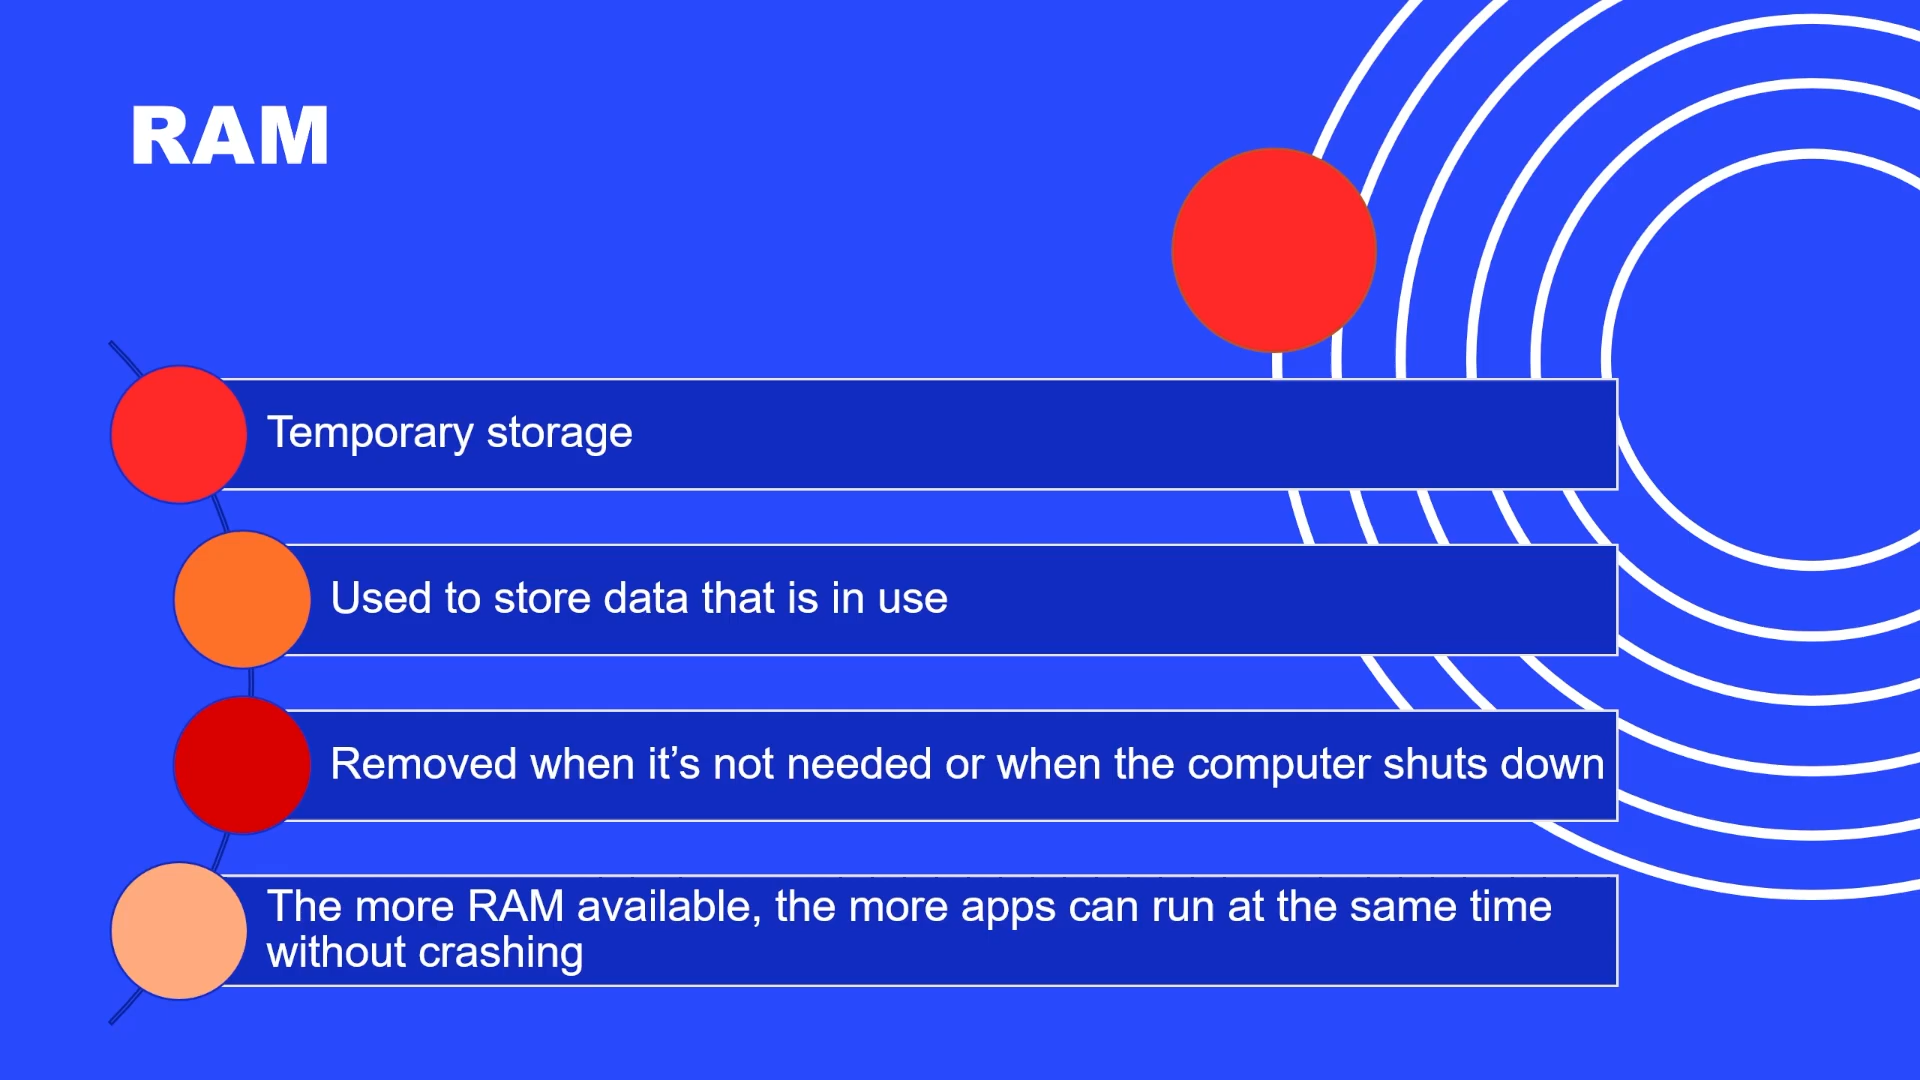 RAM
Temporary storage
Used to store data that is in use
Removed when it’s not needed or when the computer shuts down
The more RAM available, the more apps can run at the same time
without crashing